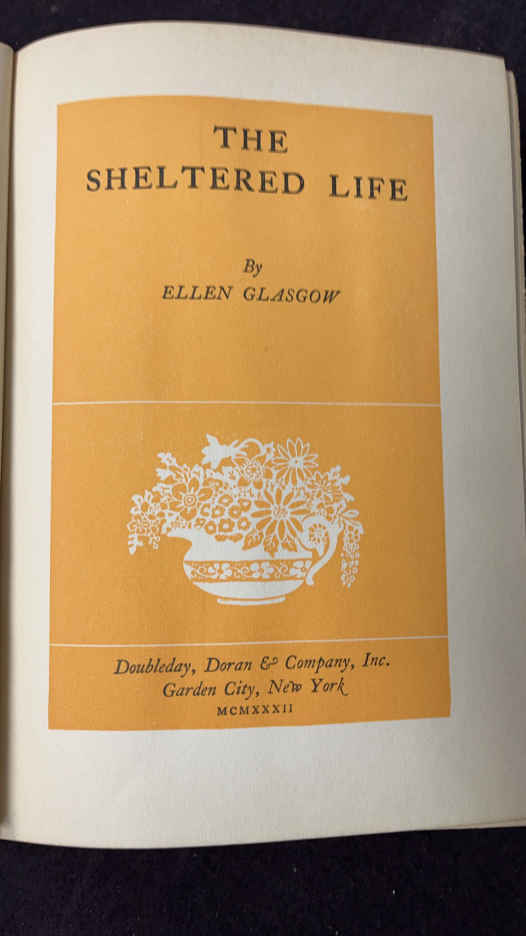 THE
SHELTERED LIFE
By
ELLEN GLASGOW
Doubleday, Doran & Company, Inc.
Garden City, New York
MCMXXXII